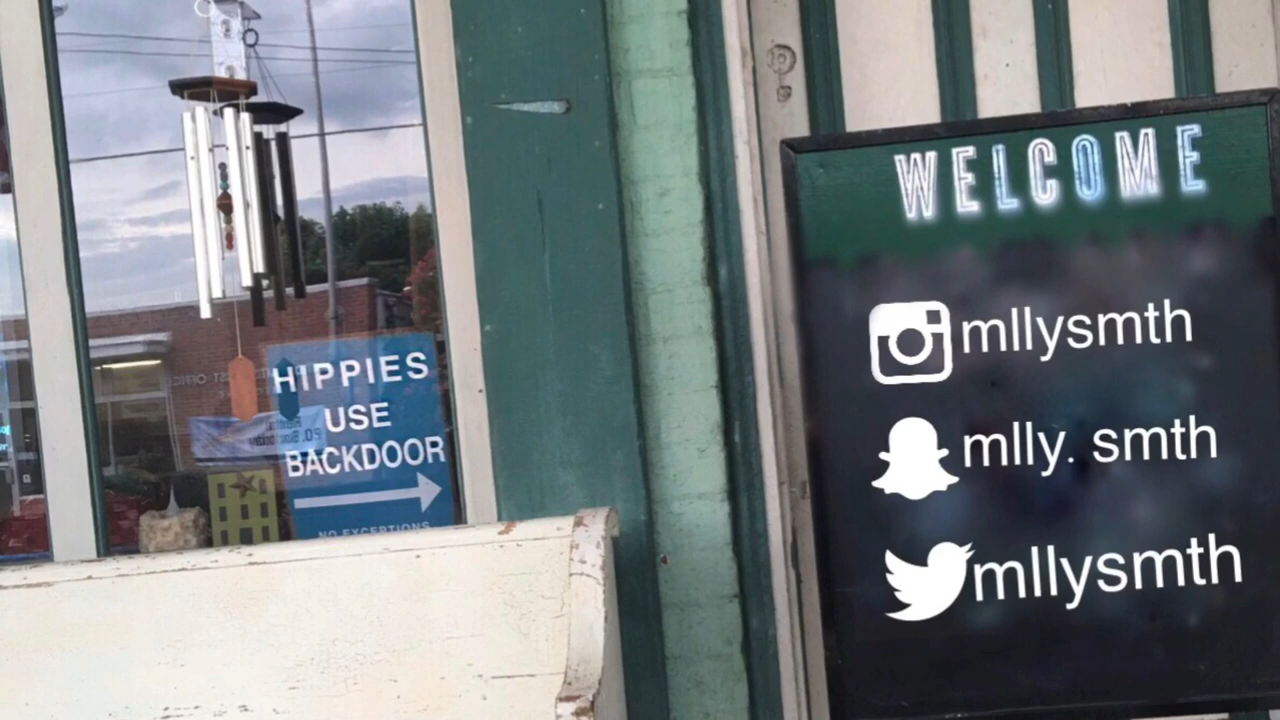 HIPPIES
USE
BACKDOOR
NO EXCEPTIONS
WELCOME
mllysmth
mlly. smth
mllysmth